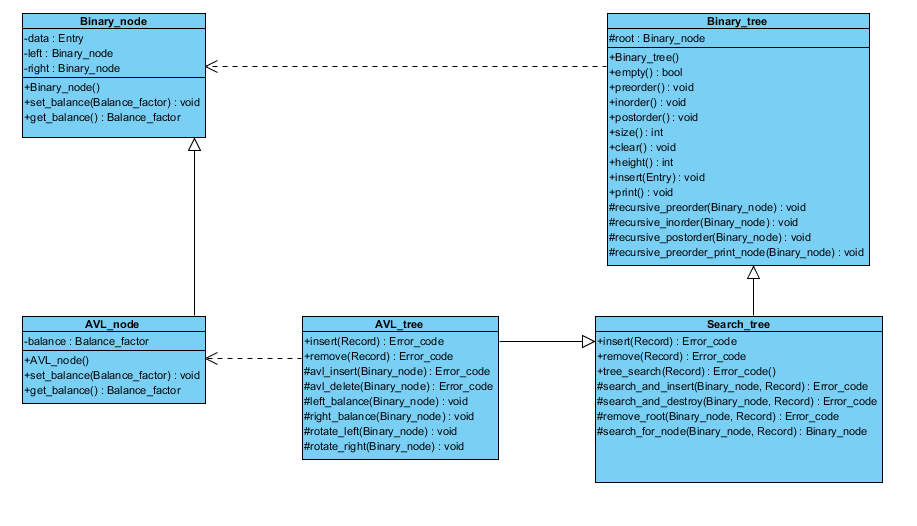 Binary_node
-data : Entry
-left : Binary_node
-right : Binary_node
+Binary_node()
+set_balance(Balance_factor) : void
+get_balance() : Balance_factor
Binary_tree
#root : Binary_node
+Binary_tree()
+empty() : bool
+preorder() : void
+inorder() : void
+postorder() : void
+size() : int
+clear() : void
+height() : int
+insert(Entry) : void
+print() : void
#recursive_preorder(Binary_node) : void
#recursive_inorder(Binary_node) : void
#recursive_postorder(Binary_node) : void
#recursive_preorder_print_node(Binary_node) : void
AVL_node
-balance : Balance_factor
+AVL_node()
+set_balance(Balance_factor) : void
+get_balance() : Balance_factor
AVL_tree
+insert(Record) : Error_code
+remove(Record) : Error_code
#avl_insert(Binary_node) : Error_code
#avl_delete(Binary_node) : Error_code
#left_balance(Binary_node) : void
#right_balance(Binary_node) : void
#rotate_left(Binary_node) : void
#rotate_right(Binary_node) : void
Search_tree
+insert(Record) : Error_code
+remove(Record) : Error_code
+tree_search(Record) : Error_code()
#search_and_insert(Binary_node, Record) : Error_code
#search_and_destroy(Binary_node, Record) : Error_code
#remove_root(Binary_node, Record) : Error_code
#search_for_node(Binary_node, Record) : Binary_node